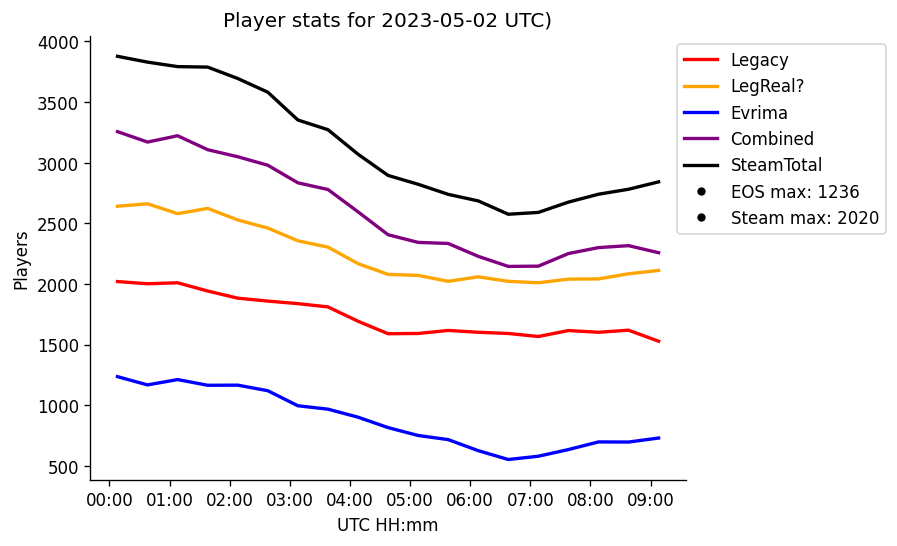 Player stats for 2023-05-02 UTC)
4000
3500
3000
2500
2000
1500
1000
500
Players
00:00 01:00 02:00 03:00 04:00 05:00 06:00 07:00 08:00 09:00
UTC HH:mm
Legacy
LegReal?
Evrima
Combined
SteamTotal
EOS max: 1236
Steam max: 2020